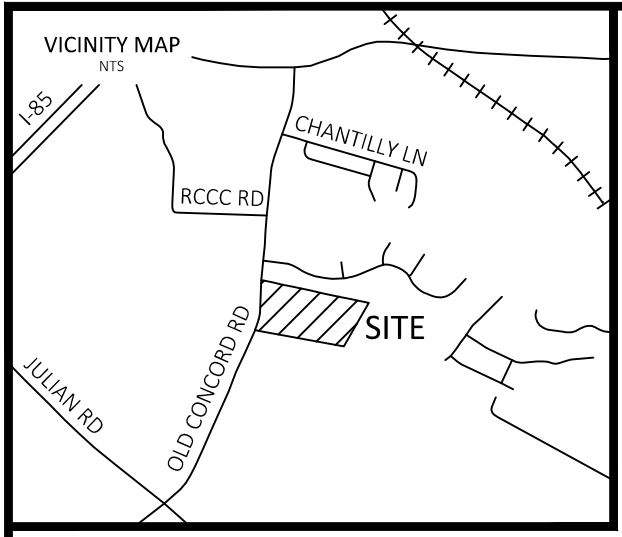 VICINITY MAP
NTS
I-85
CHANTILLY LN
RCCC RD
SITE
OLD CONCORD RD
JULIAN RD